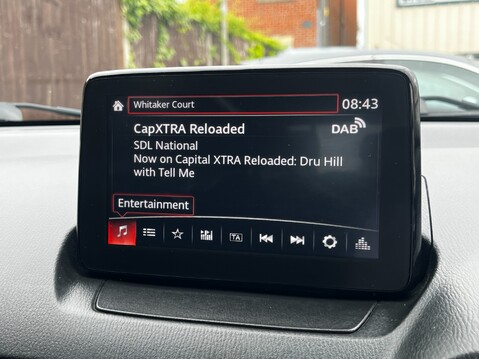 Whitaker Court
08:43
CapXTRA Reloaded
DAB
SDL National
Now on Capital XTRA Reloaded: Dru Hill
with Tell Me
Entertainment
TA